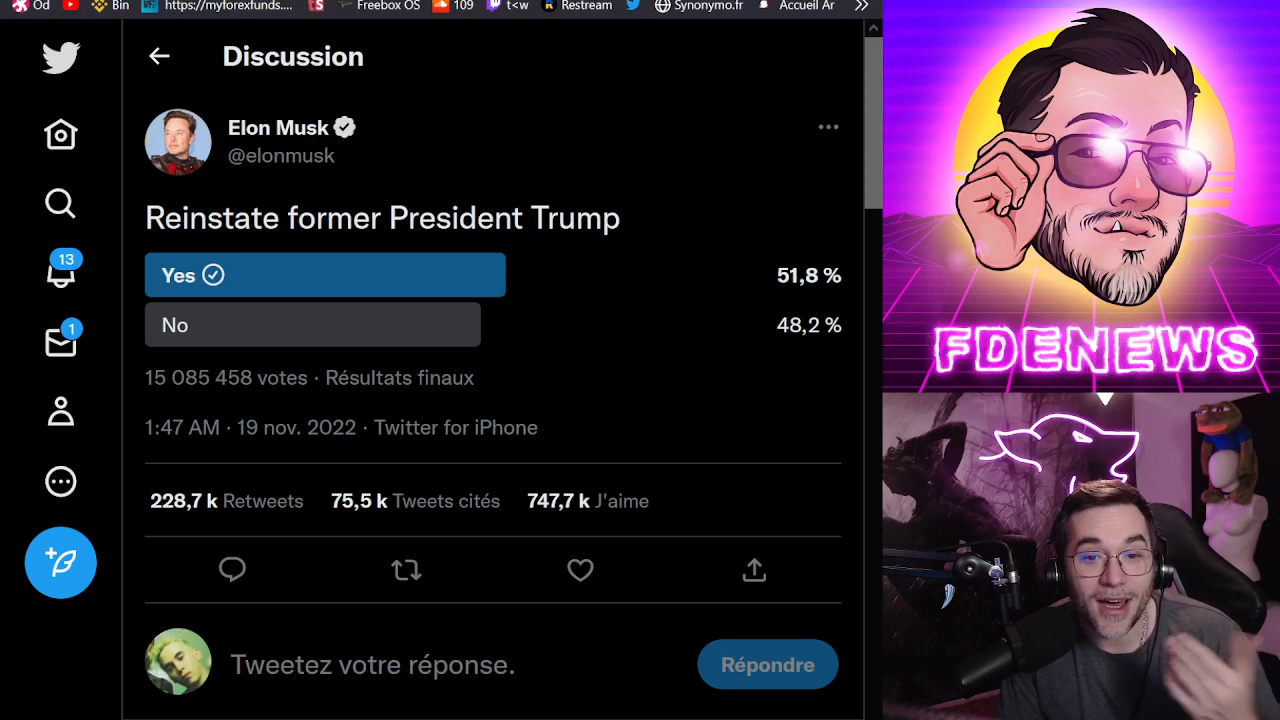 Od
Bin
https://myforexfunds....
Freebox OS
109
t<w
Restream
Synonymo.fr
Accueil Ar
Discussion
Elon Musk
@elonmusk
Reinstate former President Trump
Yes 51,8 %
No 48,2 %
15 085 458 votes · Résultats finaux
1:47 AM · 19 nov. 2022 · Twitter for iPhone
228,7 k Retweets 75,5k Tweets cités 747,7 k J'aime
Tweetez votre réponse.
Répondre
13
1
FDENEWS